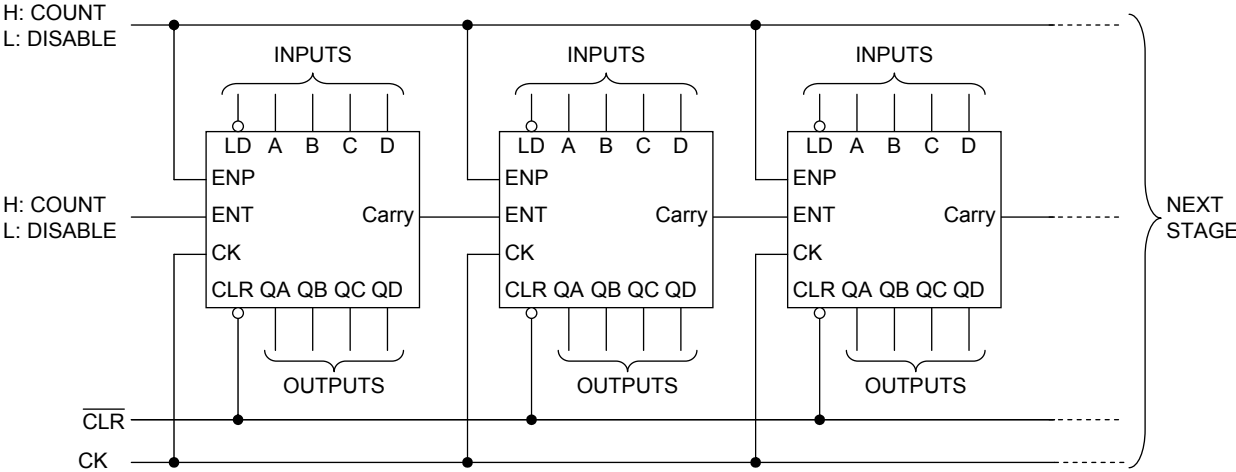 H: COUNT
L: DISABLE
INPUTS INPUTS INPUTS
LD A B C D LD A B C D LD A B C D
ENP ENP ENP
H: COUNT
L: DISABLE
ENT Carry ENT Carry ENT Carry
NEXT
STAGE
CK CK CK
CLR QA QB QC QD CLR QA QB QC QD CLR QA QB QC QD
OUTPUTS OUTPUTS OUTPUTS
CLR
CK